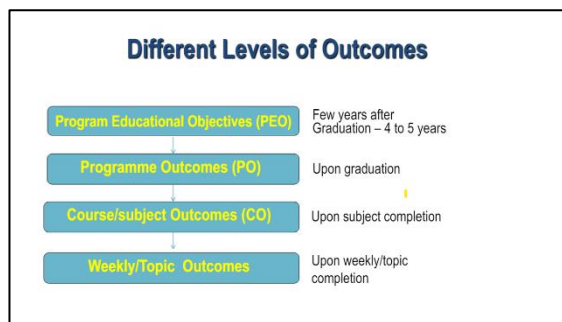 Different Levels of Outcomes
Program Educational Objectives (PEO)
Few years after
Graduation – 4 to 5 years
Programme Outcomes (PO)
Upon graduation
Course/subject Outcomes (CO)
Upon subject completion
Weekly/Topic Outcomes
Upon weekly/topic
completion